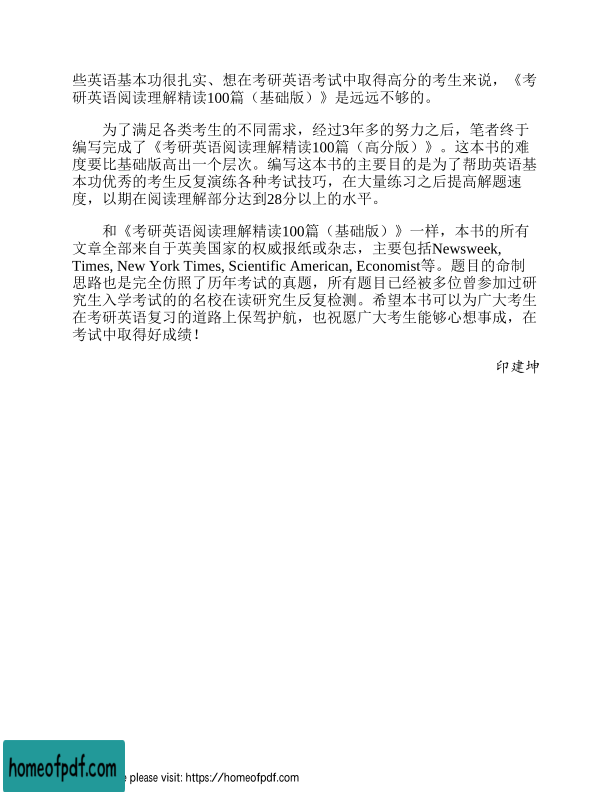 些英语基本功很扎实、想在考研英语考试中取得高分的考生来说，《考
研英语阅读理解精读100篇（基础版）》是远远不够的。
为了满足各类考生的不同需求，经过3年多的努力之后，笔者终于
编写完成了《考研英语阅读理解精读100篇（高分版）》。这本书的难
度要比基础版高出一个层次。编写这本书的主要目的是为了帮助英语基
本功优秀的考生反复演练各种考试技巧，在大量练习之后提高解题速
度，以期在阅读理解部分达到28分以上的水平。
和《考研英语阅读理解精读100篇（基础版）》一样，本书的所有
文章全部来自于英美国家的权威报纸或杂志，主要包括Newsweek,
Times, New York Times, Scientific American, Economist等。题目的命制
思路也是完全仿照了历年考试的真题，所有题目已经被多位曾参加过研
究生入学考试的的名校在读研究生反复检测。希望本书可以为广大考生
在考研英语复习的道路上保驾护航，也祝愿广大考生能够心想事成，在
考试中取得好成绩！
印建坤
homeofpdf.com
please visit: https://homeofpdf.com